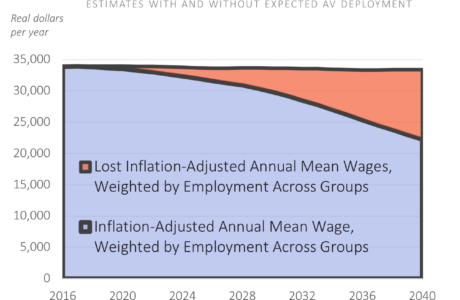 ESTIMATES WITH AND WITHOUT EXPECTED AV DEPLOYMENT
Real dollars
per year
35,000
30,000
25,000
20,000
15,000
10,000
5,000
0
Lost Inflation-Adjusted Annual Mean Wages,
Weighted by Employment Across Groups
Inflation-Adjusted Annual Mean Wage,
Weighted by Employment Across Groups
2016 2020 2024 2028 2032 2036 2040